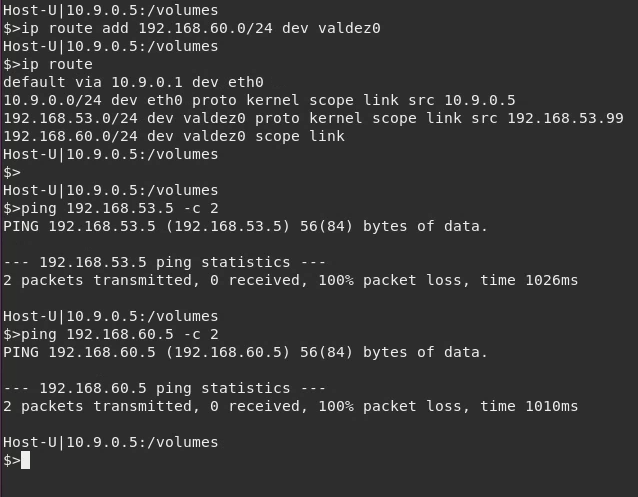 Host-U|10.9.0.5:/volumes
$>ip route add 192.168.60.0/24 dev valdez0
Host-U|10.9.0.5:/volumes
$>ip route
default via 10.9.0.1 dev eth0
10.9.0.0/24 dev eth0 proto kernel scope link src 10.9.0.5
192.168.53.0/24 dev valdez0 proto kernel scope link src 192.168.53.99
192.168.60.0/24 dev valdez0 scope link
Host-U|10.9.0.5:/volumes
$>
Host-U|10.9.0.5:/volumes
$>ping 192.168.53.5 -c 2
PING 192.168.53.5 (192.168.53.5) 56(84) bytes of data.

--- 192.168.53.5 ping statistics ---
2 packets transmitted, 0 received, 100% packet loss, time 1026ms

Host-U|10.9.0.5:/volumes
$>ping 192.168.60.5 -c 2
PING 192.168.60.5 (192.168.60.5) 56(84) bytes of data.

--- 192.168.60.5 ping statistics ---
2 packets transmitted, 0 received, 100% packet loss, time 1010ms

Host-U|10.9.0.5:/volumes
$>